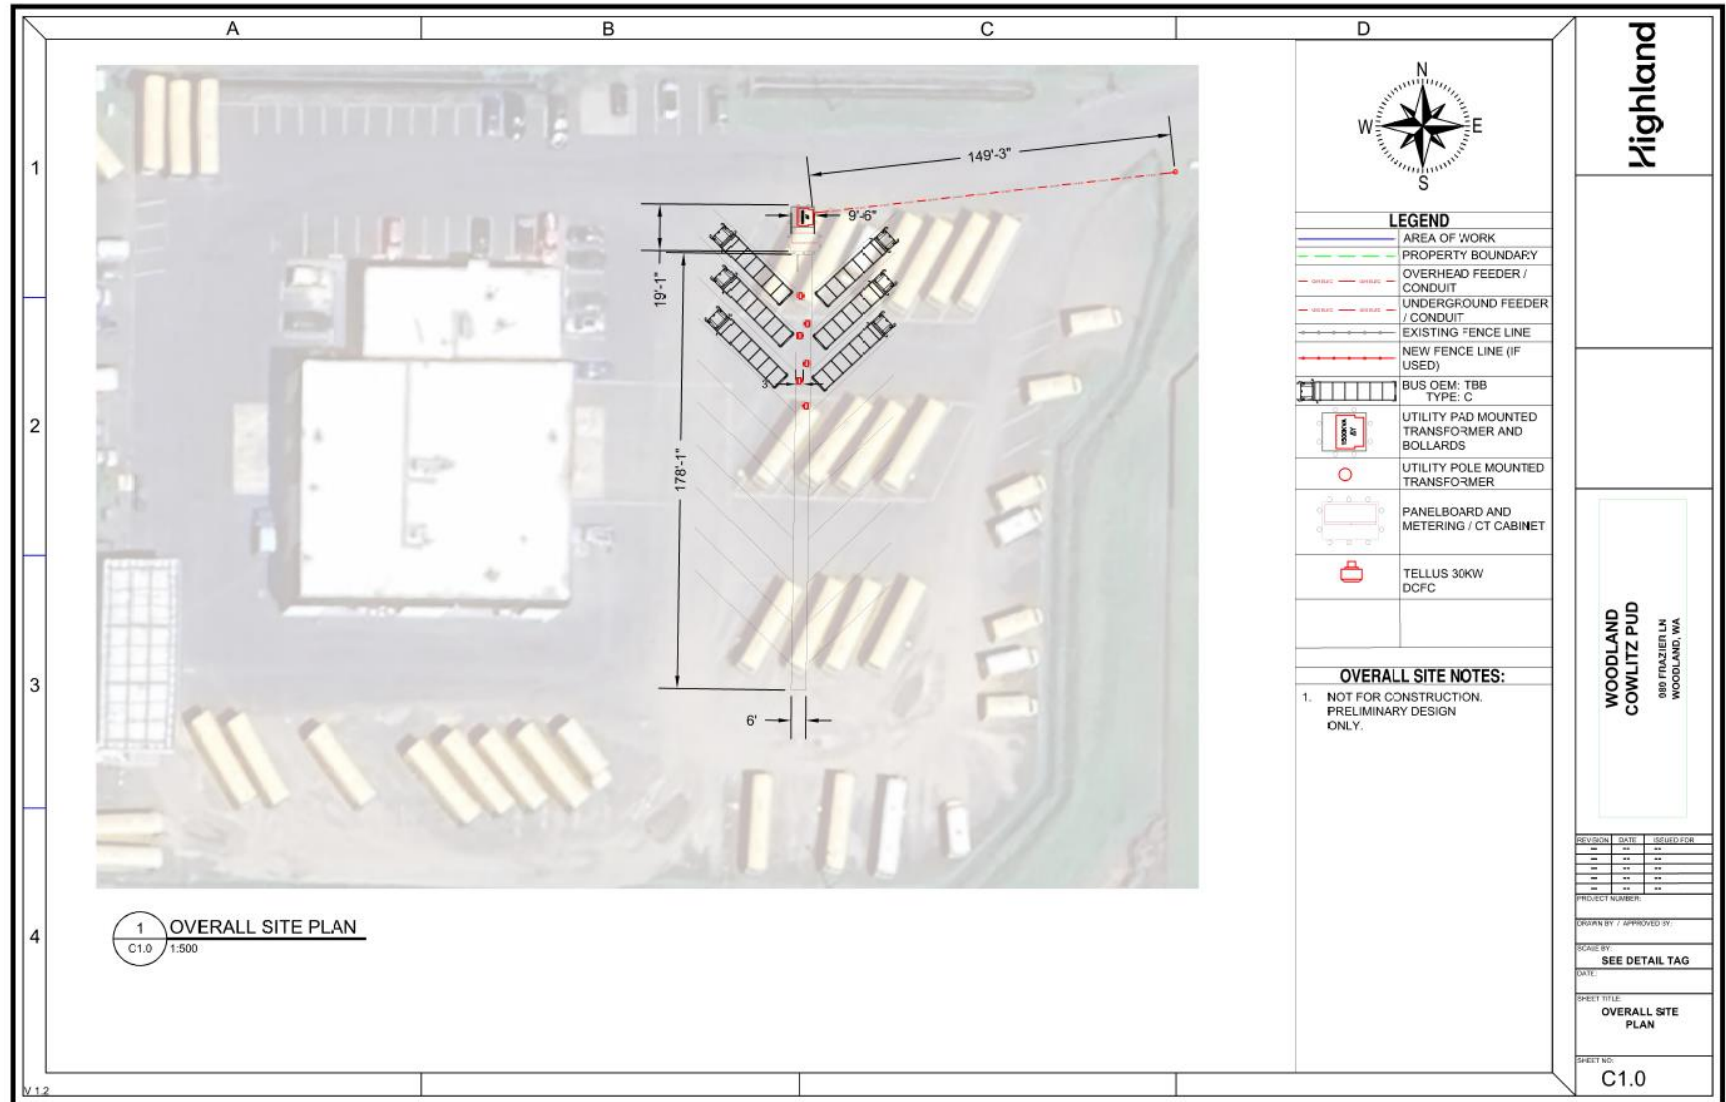 A
B
C
D
1
2
3
4
149'-3"
9'-6"
19'-1"
3'
178'-1"
6'
1
C1.0
OVERALL SITE PLAN
1:500
N
W
E
S
LEGEND
AREA OF WORK
PROPERTY BOUNDARY
OVERHEAD FEEDER /
CONDUIT
UNDERGROUND FEEDER
/ CONDUIT
EXISTING FENCE LINE
NEW FENCE LINE (IF
USED)
BUS OEM: TBB
TYPE: C
UTILITY PAD MOUNTED
TRANSFORMER AND
BOLLARDS
UTILITY POLE MOUNTED
TRANSFORMER
PANELBOARD AND
METERING / CT CABINET
TELLUS 30KW
DCFC
OVERALL SITE NOTES:
1. NOT FOR CONSTRUCTION.
PRELIMINARY DESIGN
ONLY.
Highland
WOODLAND
COWLITZ PUD
989 FRAZIER LN
WOODLAND, WA
REVISION DATE ISSUED FOR
-- -- --
-- -- --
-- -- --
-- -- --
-- -- --
PROJECT NUMBER:
DRAWN BY / APPROVED BY:
SCALE BY:
SEE DETAIL TAG
DATE:
SHEET TITLE:
OVERALL SITE
PLAN
SHEET NO:
C1.0
V 1.2